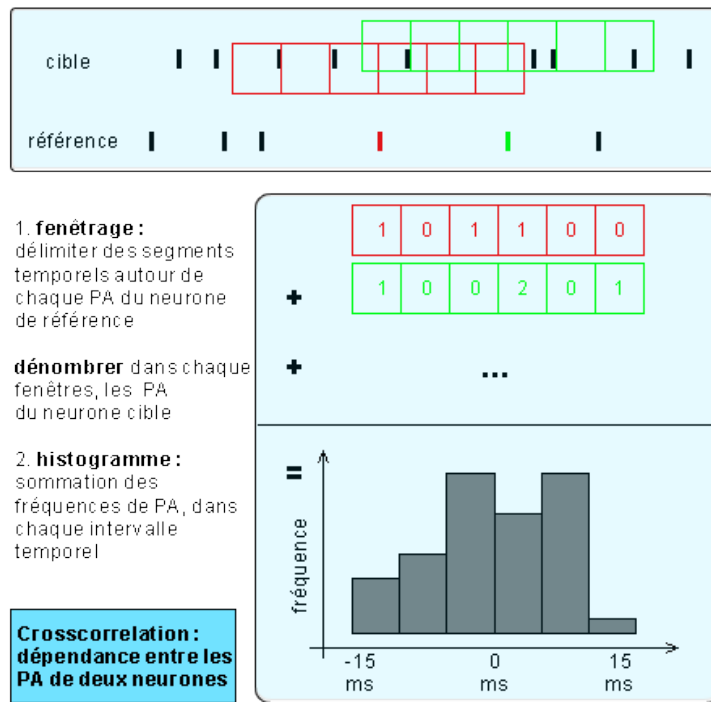 cible
référence
1. fenêtrage :
délimiter des segments
temporels autour de
chaque PA du neurone
de référence
dénombrer dans chaque
fenêtres, les PA
du neurone cible
2. histogramme :
sommation des
fréquences de PA, dans
chaque intervalle
temporel
Crosscorrelation :
dépendance entre les
PA de deux neurones
1 0 1 1 0 0
+ 1 0 0 2 0 1
+ ...
=
fréquence
-15 0 15
ms ms ms